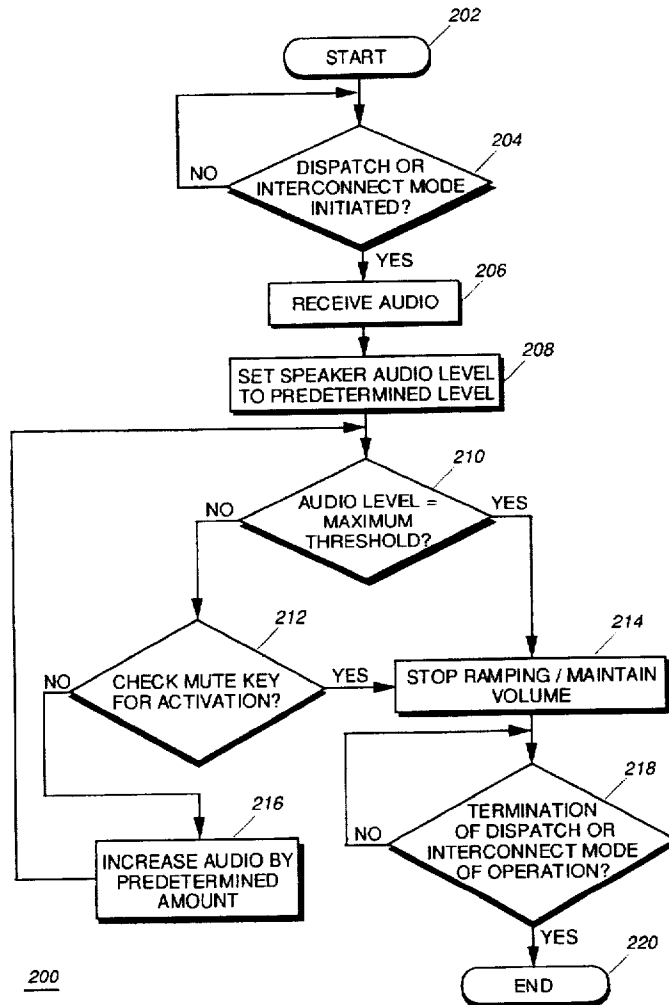 202
START
204
NO
DISPATCH OR
INTERCONNECT MODE
INITIATED?
YES
206
RECEIVE AUDIO
208
SET SPEAKER AUDIO LEVEL
TO PREDETERMINED LEVEL
210
NO
AUDIO LEVEL =
MAXIMUM
THRESHOLD?
YES
212
NO
CHECK MUTE KEY
FOR ACTIVATION?
YES
214
STOP RAMPING / MAINTAIN
VOLUME
216
INCREASE AUDIO BY
PREDETERMINED
AMOUNT
218
NO
TERMINATION
OF DISPATCH OR
INTERCONNECT MODE
OF OPERATION?
YES
220
END
200